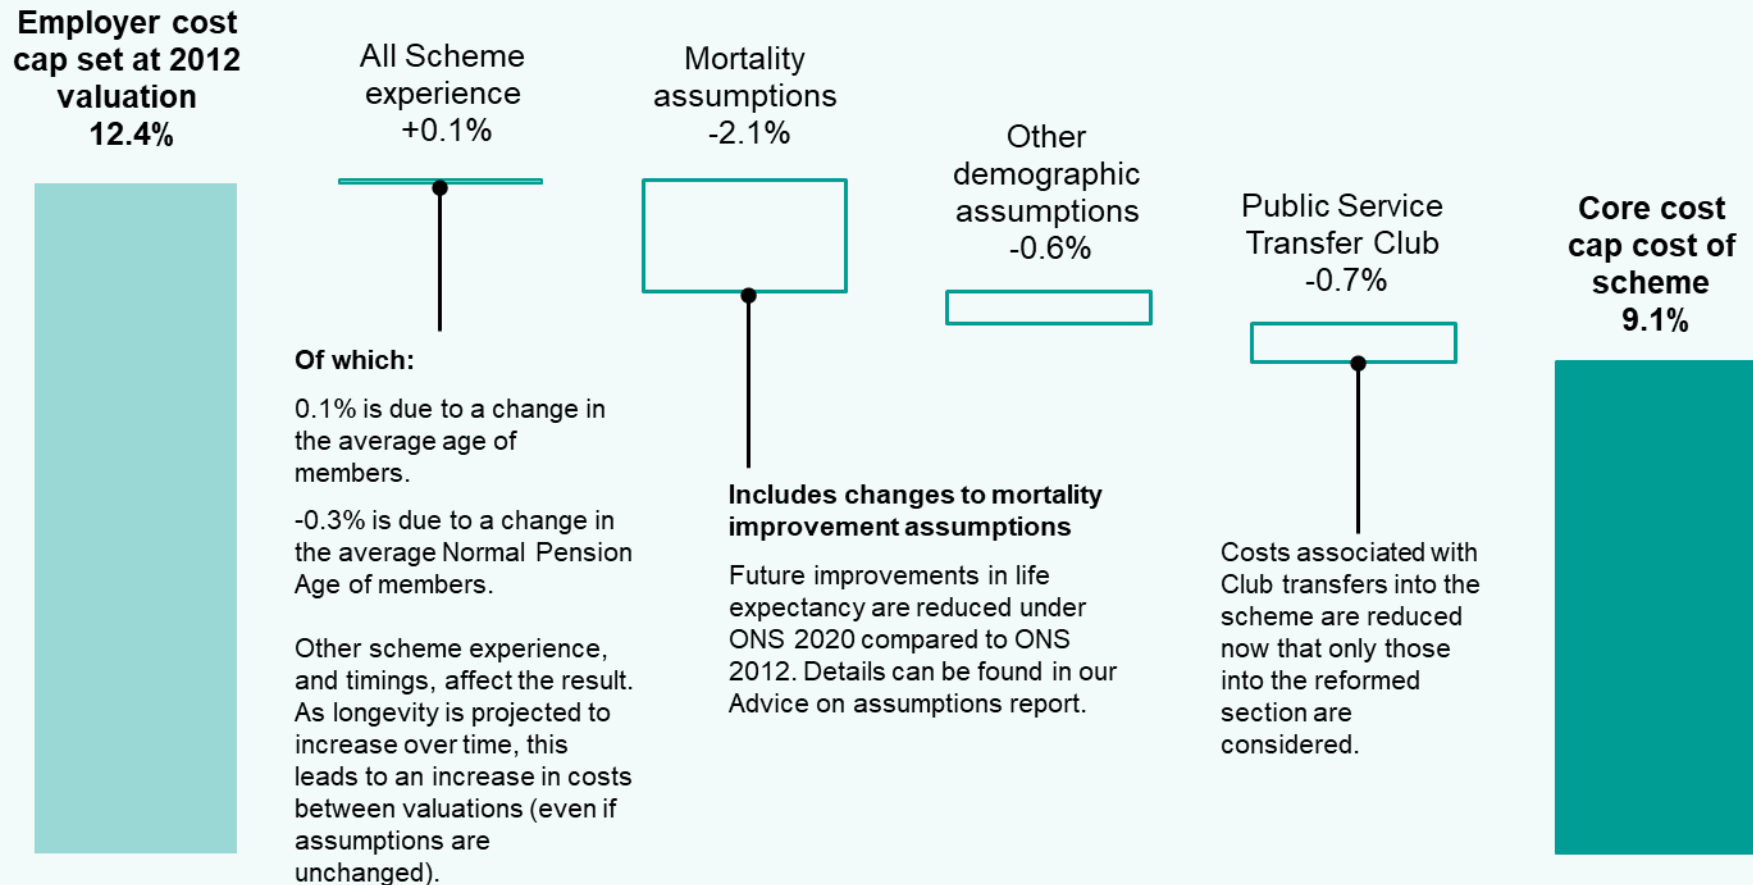 Employer cost
cap set at 2012
valuation
12.4%
All Scheme
experience
+0.1%
Mortality
assumptions
-2.1%
Other
demographic
assumptions
-0.6%
Public Service
Transfer Club
-0.7%
Core cost
cap cost of
scheme
9.1%
Of which:
0.1% is due to a change in
the average age of
members.
-0.3% is due to a change in
the average Normal Pension
Age of members.
Other scheme experience,
and timings, affect the result.
As longevity is projected to
increase over time, this
leads to an increase in costs
between valuations (even if
assumptions are
unchanged).
Includes changes to mortality
improvement assumptions
Future improvements in life
expectancy are reduced under
ONS 2020 compared to ONS
2012. Details can be found in our
Advice on assumptions report.
Costs associated with
Club transfers into the
scheme are reduced
now that only those
into the reformed
section are
considered.